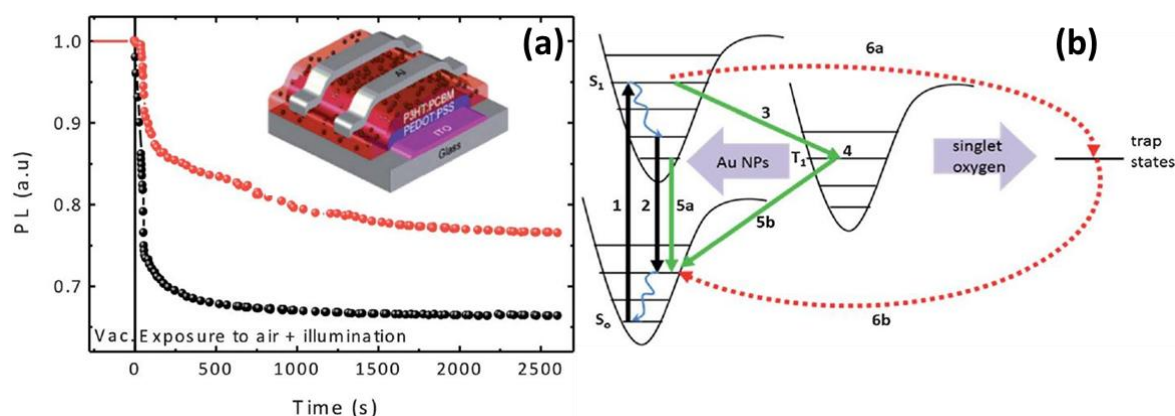 (a)
1.0
0.9
0.8
0.7
PL (a.u)
Al
P3HT:PCBM
PEDOT:PSS
ITO
Glass
Vac. Exposure to air + illumination
0 500 1000 1500 2000 2500
Time (s)
(b)
6a
S1
3
4
T1
Au NPs
singlet
oxygen
trap
states
1 2 5a
5b
So
6b